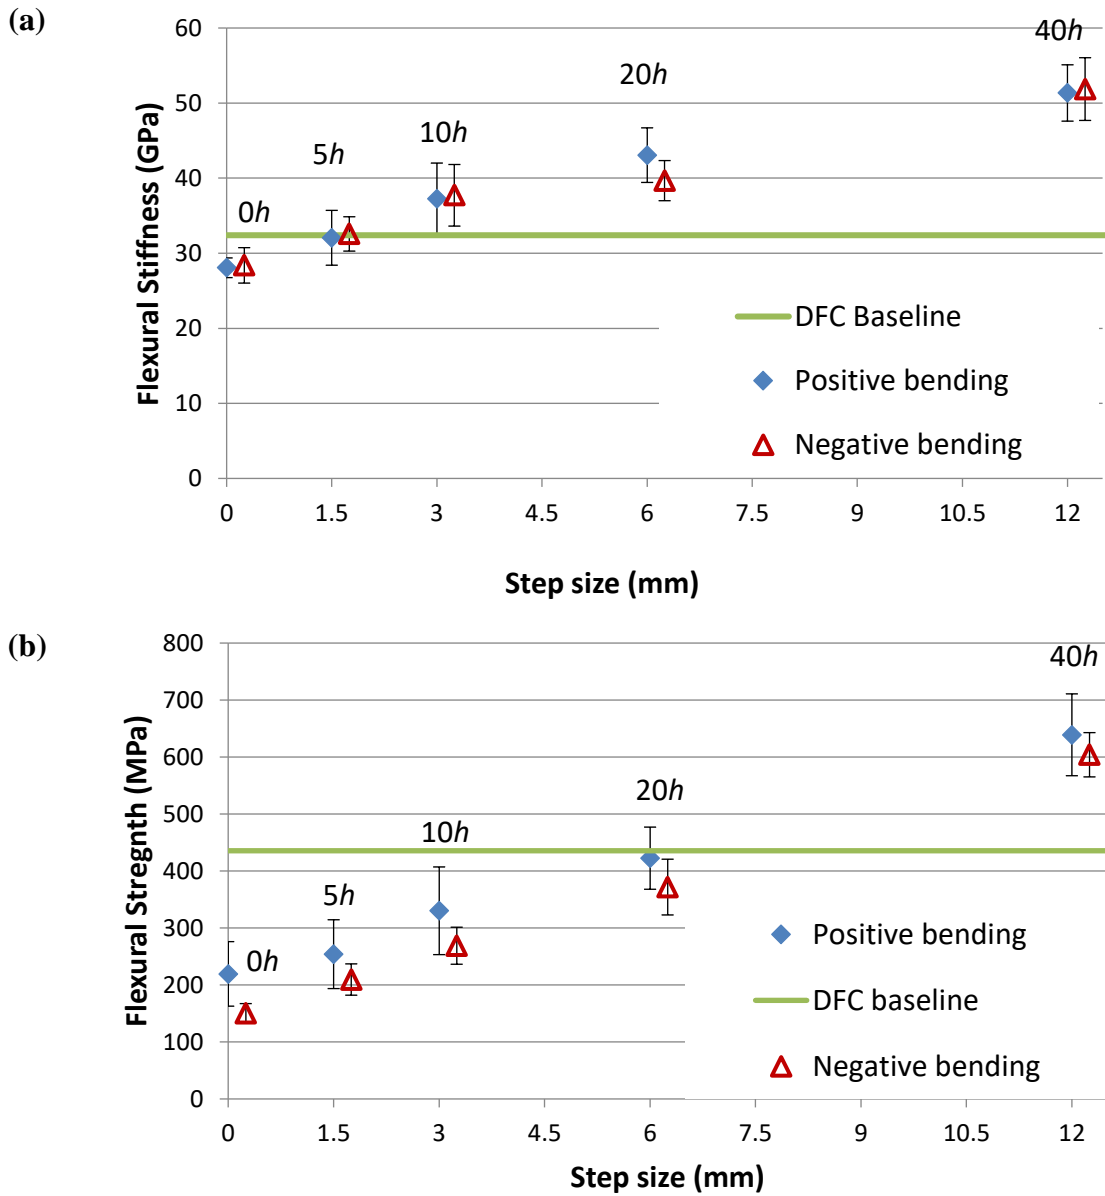 (a)
60
50
40
30
20
10
0
Flexural Stiffness (GPa)
0h
5h
10h
20h
40h
DFC Baseline
Positive bending
Negative bending
0 1.5 3 4.5 6 7.5 9 10.5 12
Step size (mm)
(b)
800
700
600
500
400
300
200
100
0
Flexural Stregnth (MPa)
0h
5h
10h
20h
40h
Positive bending
DFC baseline
Negative bending
0 1.5 3 4.5 6 7.5 9 10.5 12
Step size (mm)